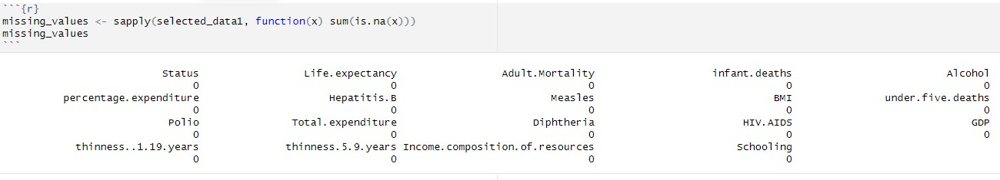 ```{r}
missing_values <- sapply(selected_data1, function(x) sum(is.na(x)))
missing_values
```
Status Life.expectancy Adult.Mortality infant.deaths Alcohol
0 0 0 0 0
percentage.expenditure Hepatitis.B Measles BMI under.five.deaths
0 0 0 0 0
Polio Total.expenditure Diphtheria HIV.AIDS GDP
0 0 0 0 0
thinness..1.19.years thinness.5.9.years Income.composition.of.resources Schooling
0 0 0 0